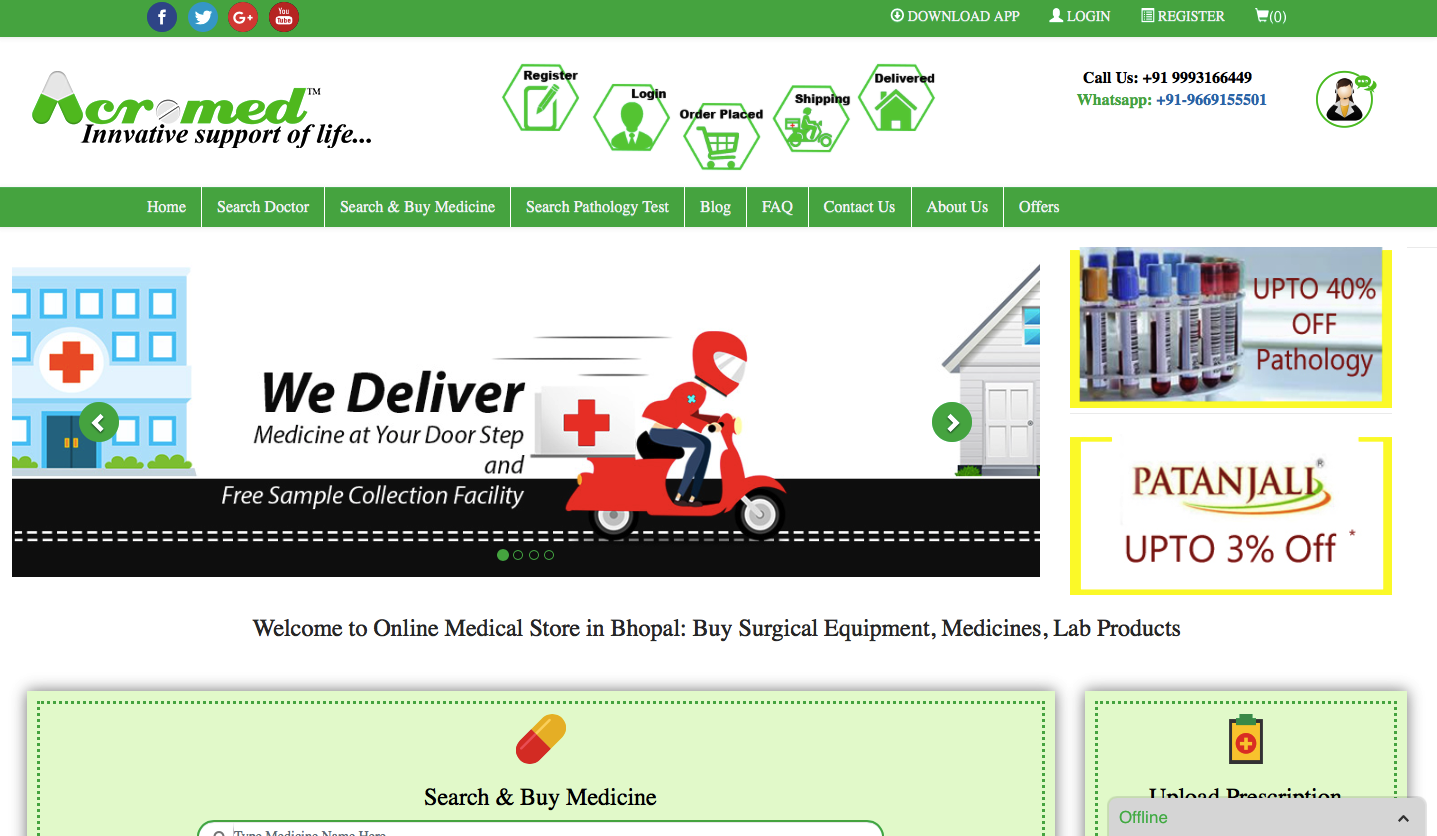 f
G+
You
Tube
DOWNLOAD APP
LOGIN
REGISTER
(0)
Acromed™
Innvative support of life...
Register
Login
Order Placed
Shipping
Delivered
Call Us: +91 9993166449
Whatsapp: +91-9669155501
Home
Search Doctor
Search & Buy Medicine
Search Pathology Test
Blog
FAQ
Contact Us
About Us
Offers
We Deliver
Medicine at Your Door Step
and
Free Sample Collection Facility
UPTO 40%
OFF
Pathology
PATANJALI®
UPTO 3% Off *
Welcome to Online Medical Store in Bhopal: Buy Surgical Equipment, Medicines, Lab Products
Search & Buy Medicine
Type Medicine Name Here
Upload Prescription
Offline